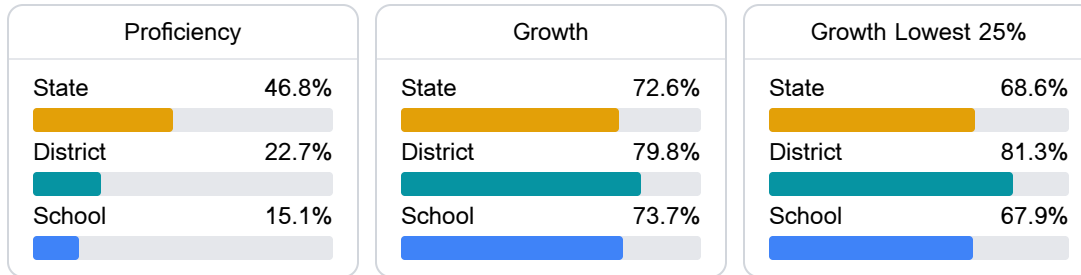 Proficiency
State 46.8%
District 22.7%
School 15.1%
Growth
State 72.6%
District 79.8%
School 73.7%
Growth Lowest 25%
State 68.6%
District 81.3%
School 67.9%